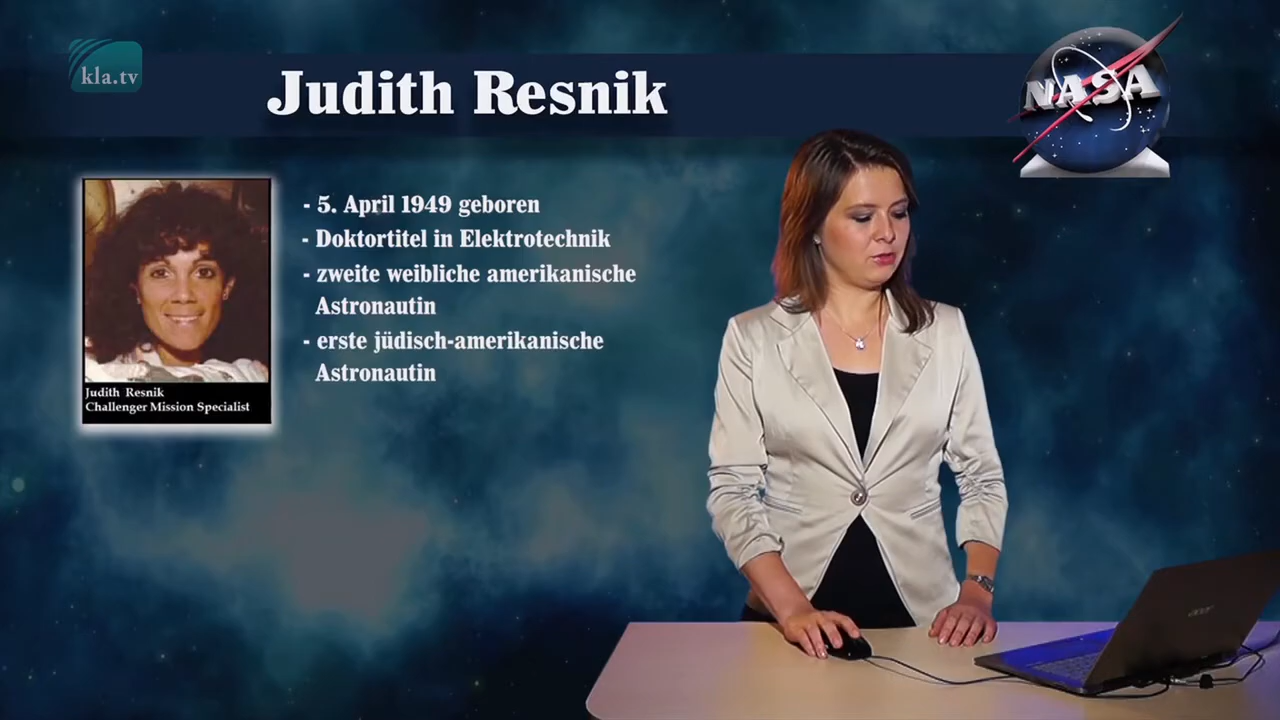 kla.tv
Judith Resnik
NASA
- 5. April 1949 geboren
- Doktortitel in Elektrotechnik
- zweite weibliche amerikanische
Astronautin
- erste jüdisch-amerikanische
Astronautin
Judith Resnik
Challenger Mission Specialist
acer